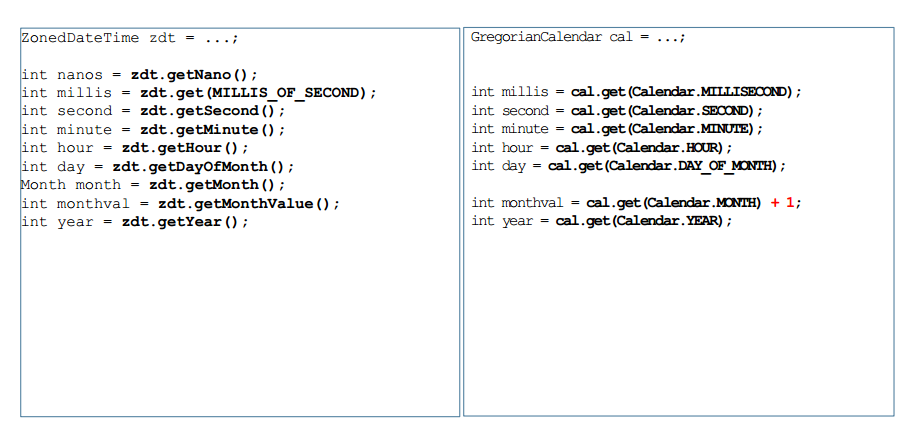 ZonedDateTime zdt = ...;
int nanos = zdt.getNano();
int millis = zdt.get(MILLIS_OF_SECOND);
int second = zdt.getSecond();
int minute = zdt.getMinute();
int hour = zdt.getHour();
int day = zdt.getDayOfMonth();
Month month = zdt.getMonth();
int monthval = zdt.getMonthValue();
int year = zdt.getYear();
GregorianCalendar cal = ...;
int millis = cal.get(Calendar.MILLISECOND);
int second = cal.get(Calendar.SECOND);
int minute = cal.get(Calendar.MINUTE);
int hour = cal.get(Calendar.HOUR);
int day = cal.get(Calendar.DAY_OF_MONTH);
int monthval = cal.get(Calendar.MONTH) + 1;
int year = cal.get(Calendar.YEAR);